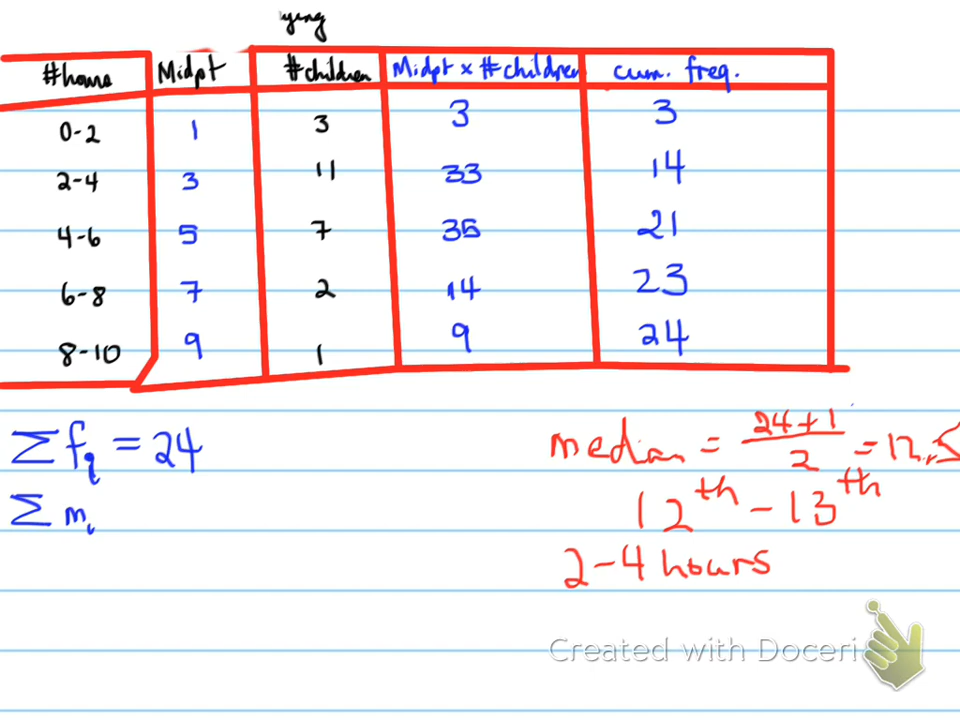 #hours Midpt #children Midpt x #children cum. freq.
0-2 1 3 3 3
2-4 3 11 33 14
4-6 5 7 35 21
6-8 7 2 14 23
8-10 9 1 9 24
∑f = 24
median = 24+1 / 2 = 12.5
∑m
12th - 13th
2-4 hours
Created with Doceri